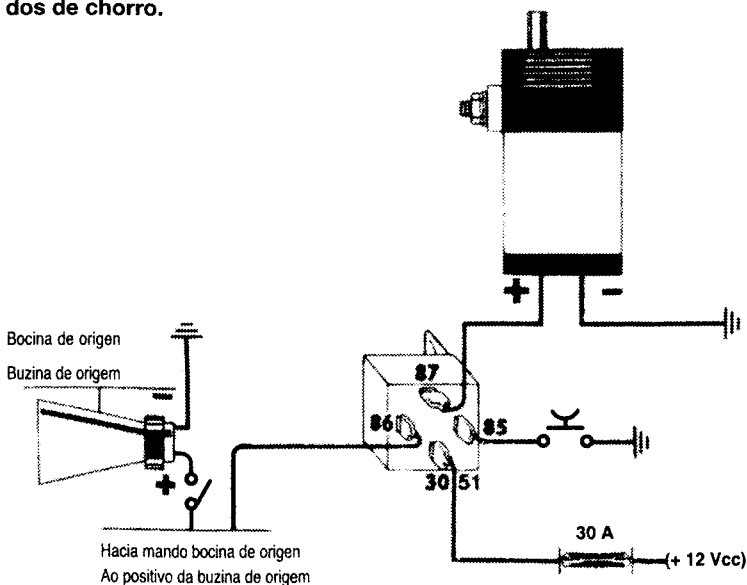 dos de chorro.
+ −
Bocina de origen
Buzina de origem
−
+
87
86
85
30 51
30 A
(+ 12 Vcc)
Hacia mando bocina de origen
Ao positivo da buzina de origem